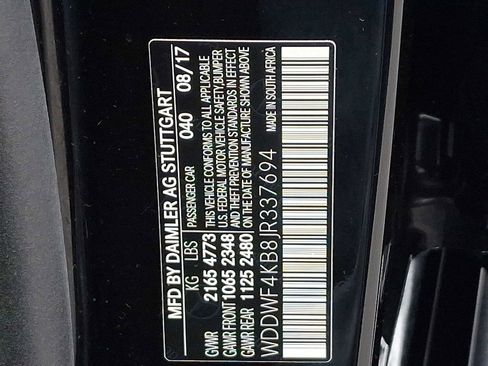 MFD BY DAIMLER AG STUTTGART
PASSENGER CAR 040 08/17
KG LBS
GVWR 2165 4773
GAWR FRONT 1065 2348
GAWR REAR 1125 2480
THIS VEHICLE CONFORMS TO ALL APPLICABLE
U.S. FEDERAL MOTOR VEHICLE SAFETY, BUMPER
AND THEFT PREVENTION STANDARDS IN EFFECT
ON THE DATE OF MANUFACTURE SHOWN ABOVE
WDDWF4KB8JR337694 MADE IN SOUTH AFRICA